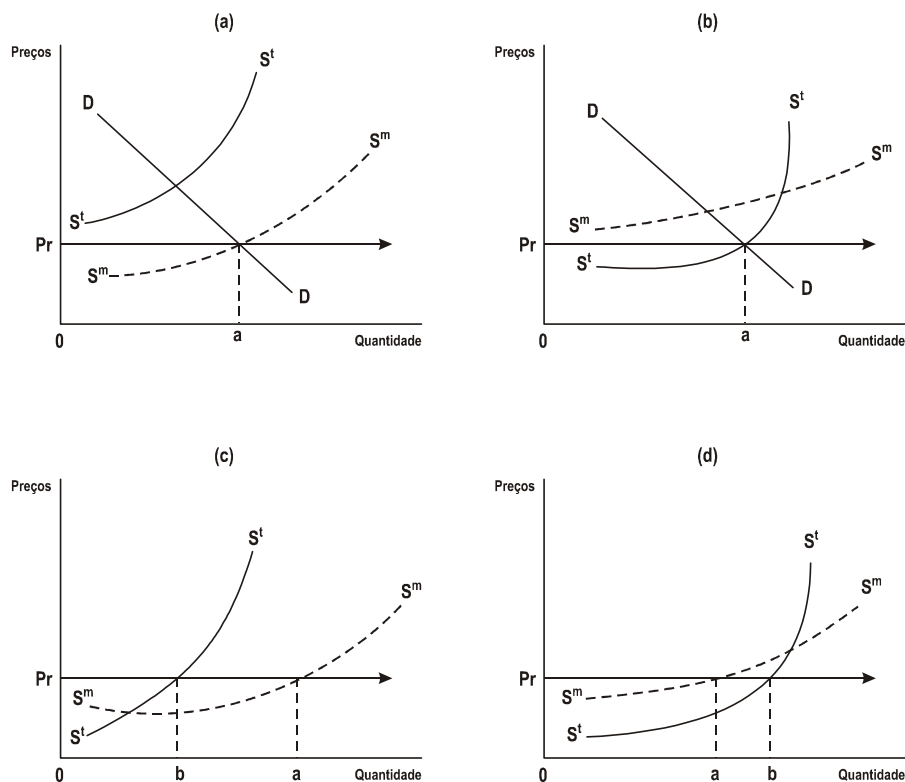 (a)
Preços
D
Sᵗ
Sᵐ
Sᵗ
Pr
Sᵐ
D
0
a
Quantidade
(b)
Preços
D
Sᵗ
Sᵐ
Sᵐ
Pr
Sᵗ
D
0
a
Quantidade
(c)
Preços
Sᵗ
Sᵐ
Pr
Sᵐ
Sᵗ
0
b
a
Quantidade
(d)
Preços
Sᵗ
Sᵐ
Pr
Sᵐ
Sᵗ
0
a
b
Quantidade